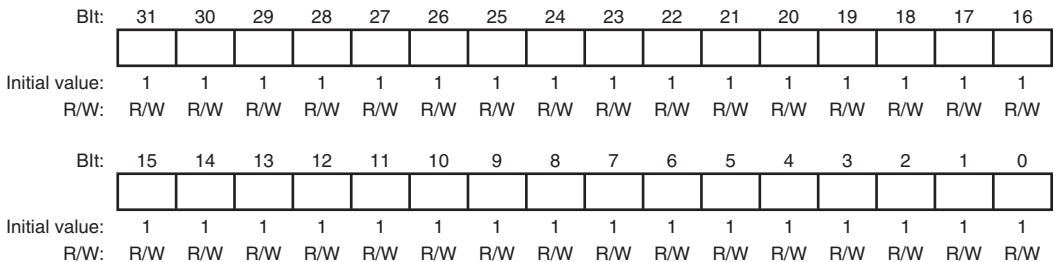 BIt: 31 30 29 28 27 26 25 24 23 22 21 20 19 18 17 16
Initial value: 1 1 1 1 1 1 1 1 1 1 1 1 1 1 1 1
R/W: R/W R/W R/W R/W R/W R/W R/W R/W R/W R/W R/W R/W R/W R/W R/W R/W
BIt: 15 14 13 12 11 10 9 8 7 6 5 4 3 2 1 0
Initial value: 1 1 1 1 1 1 1 1 1 1 1 1 1 1 1 1
R/W: R/W R/W R/W R/W R/W R/W R/W R/W R/W R/W R/W R/W R/W R/W R/W R/W